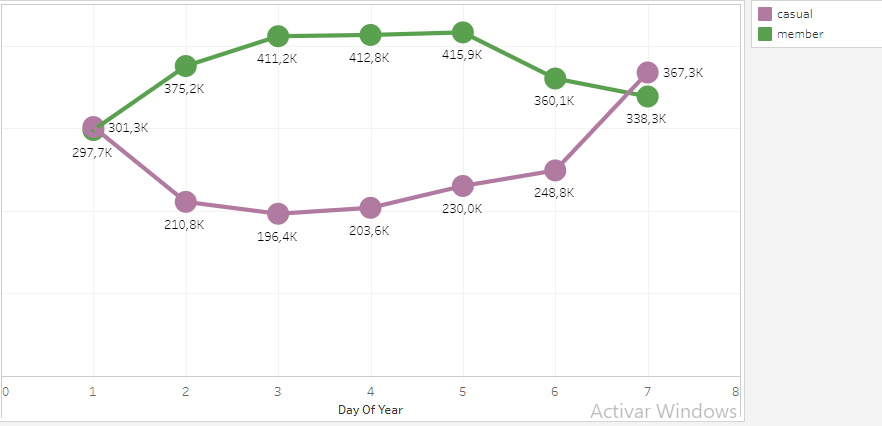 casual
member
415,9K
411,2K
412,8K
375,2K
367,3K
360,1K
338,3K
301,3K
297,7K
248,8K
230,0K
210,8K
203,6K
196,4K
0 1 2 3 4 5 6 7 8
Day Of Year
Activar Windows